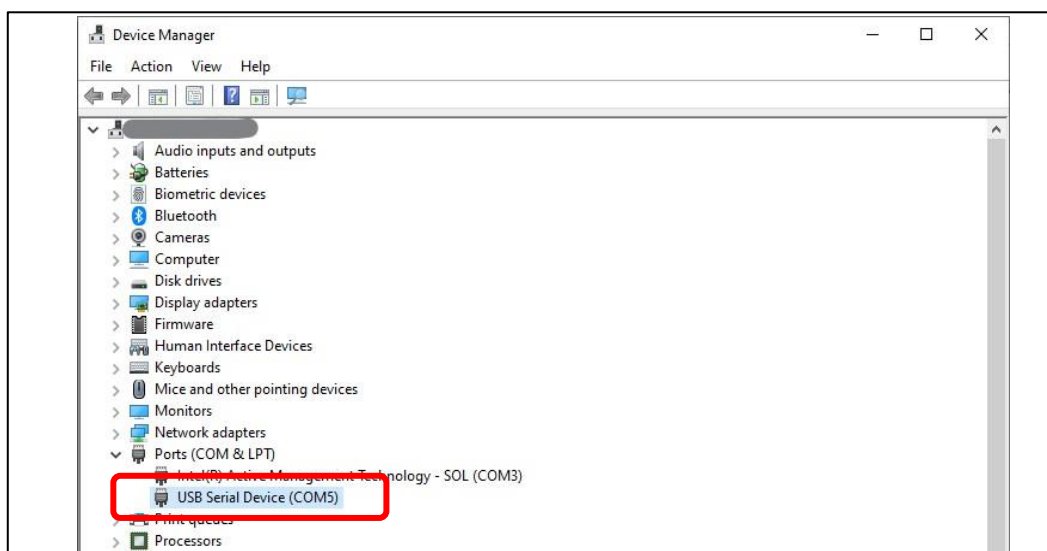 Device Manager
File Action View Help
Audio inputs and outputs
Batteries
Biometric devices
Bluetooth
Cameras
Computer
Disk drives
Display adapters
Firmware
Human Interface Devices
Keyboards
Mice and other pointing devices
Monitors
Network adapters
Ports (COM & LPT)
Intel(R) Active Management Technology - SOL (COM3)
USB Serial Device (COM5)
Print queues
Processors